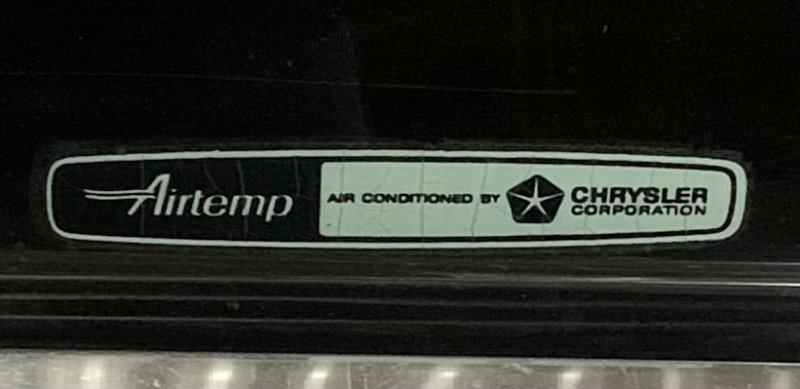 Airtemp
AIR CONDITIONED BY
CHRYSLER
CORPORATION